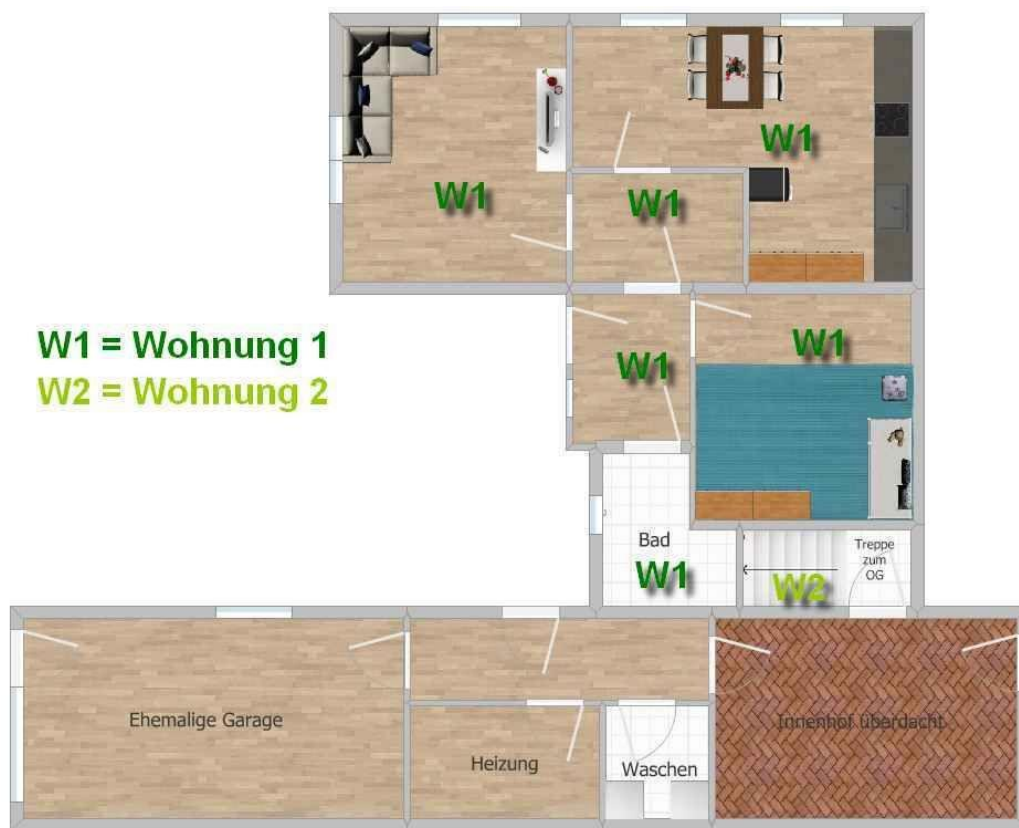 W1
W1
W1
W1 = Wohnung 1
W2 = Wohnung 2
W1
W1
Bad
W1
Treppe
zum
OG
W2
Ehemalige Garage
Innenhof überdacht
Heizung
Waschen